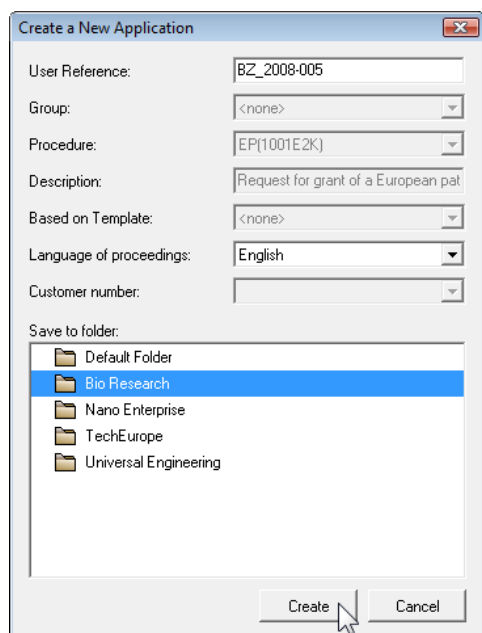 Create a New Application
User Reference: BZ_2008-005
Group: <none>
Procedure: EP(1001E2K)
Description: Request for grant of a European pat
Based on Template: <none>
Language of proceedings: English
Customer number:
Save to folder:
Default Folder
Bio Research
Nano Enterprise
TechEurope
Universal Engineering
Create Cancel